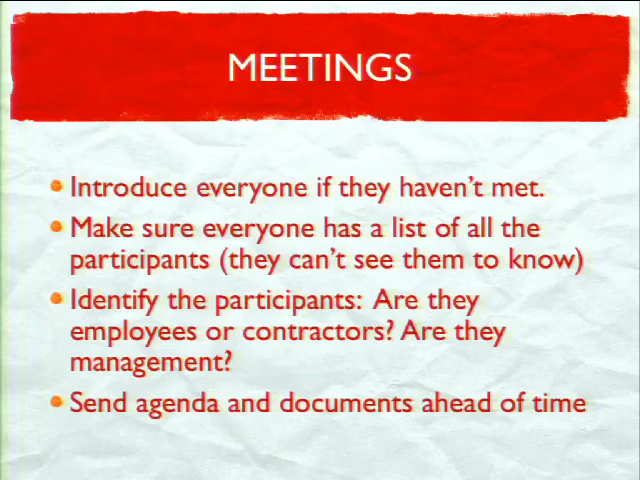 MEETINGS
Introduce everyone if they haven't met.
Make sure everyone has a list of all the
participants (they can't see them to know)
Identify the participants: Are they
employees or contractors? Are they
management?
Send agenda and documents ahead of time